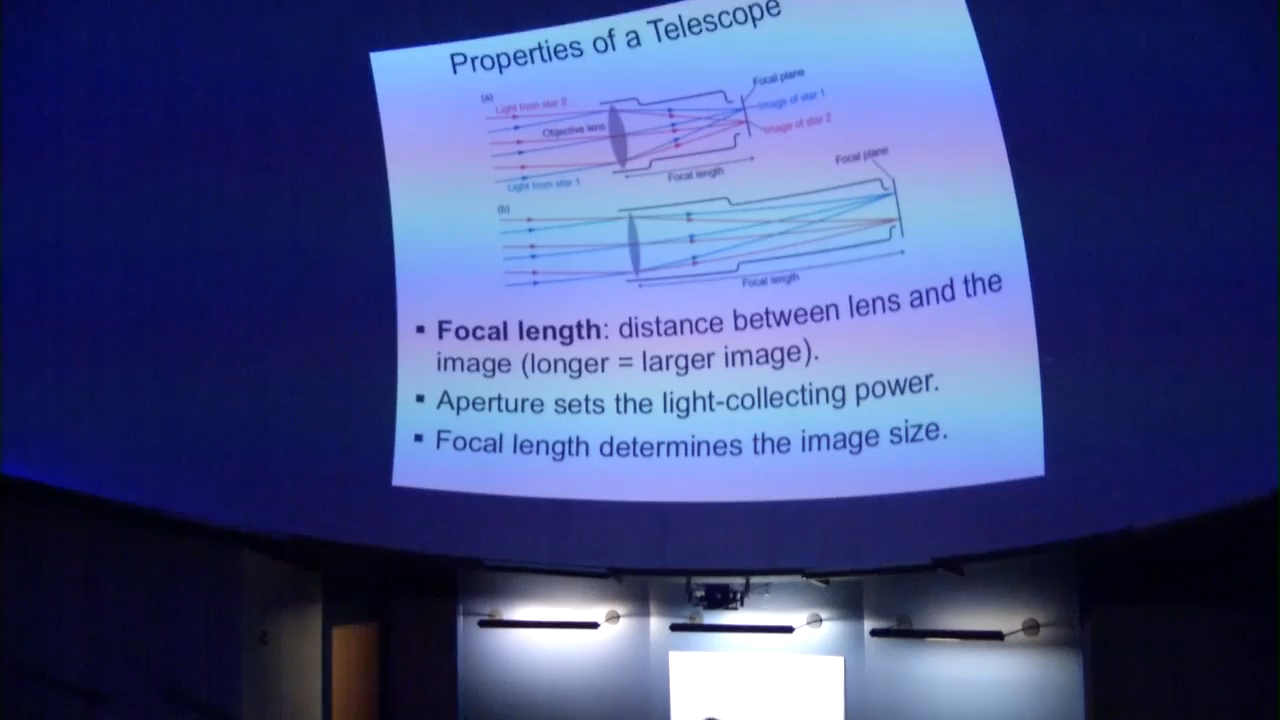 Properties of a Telescope
(a)
Light from star 2
Objective lens
Light from star 1
Focal plane
Image of star 1
Image of star 2
Focal length
(b)
Focal plane
Focal length
▪ Focal length: distance between lens and the
image (longer = larger image).
▪ Aperture sets the light-collecting power.
▪ Focal length determines the image size.